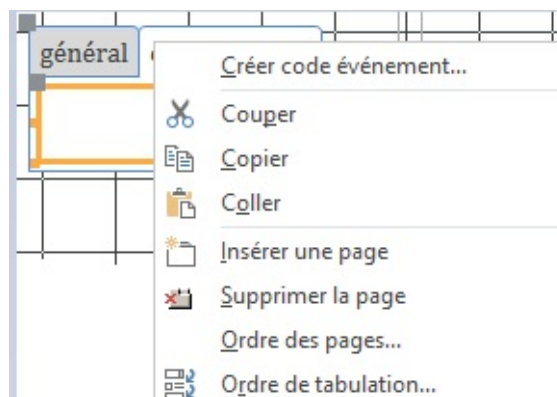 général
Créer code événement...
Couper
Copier
Coller
Insérer une page
Supprimer la page
Ordre des pages...
Ordre de tabulation...